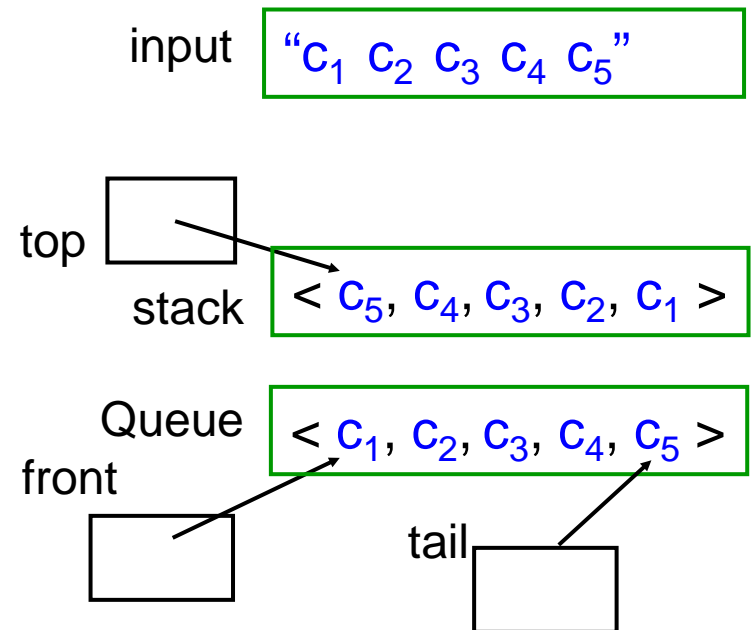 input “c₁ c₂ c₃ c₄ c₅”
top
stack < c₅, c₄, c₃, c₂, c₁ >
Queue < c₁, c₂, c₃, c₄, c₅ >
front
tail